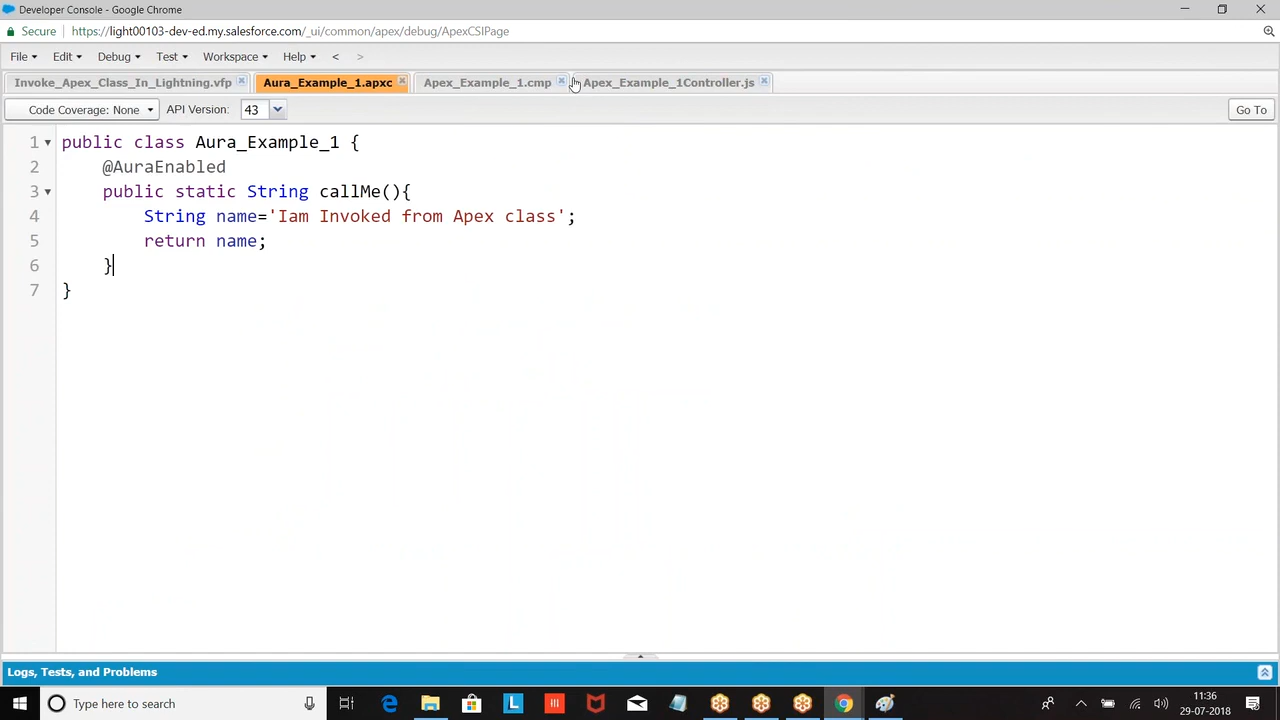 Developer Console - Google Chrome
Secure https://light00103-dev-ed.my.salesforce.com/_ui/common/apex/debug/ApexCSIPage
File Edit Debug Test Workspace Help < >
Invoke_Apex_Class_In_Lightning.vfp Aura_Example_1.apxc Apex_Example_1.cmp Apex_Example_1Controller.js
Code Coverage: None API Version: 43 Go To
1 public class Aura_Example_1 {
2 @AuraEnabled
3 public static String callMe(){
4 String name='Iam Invoked from Apex class';
5 return name;
6 }
7 }
Logs, Tests, and Problems
Type here to search
11:36
29-07-2018